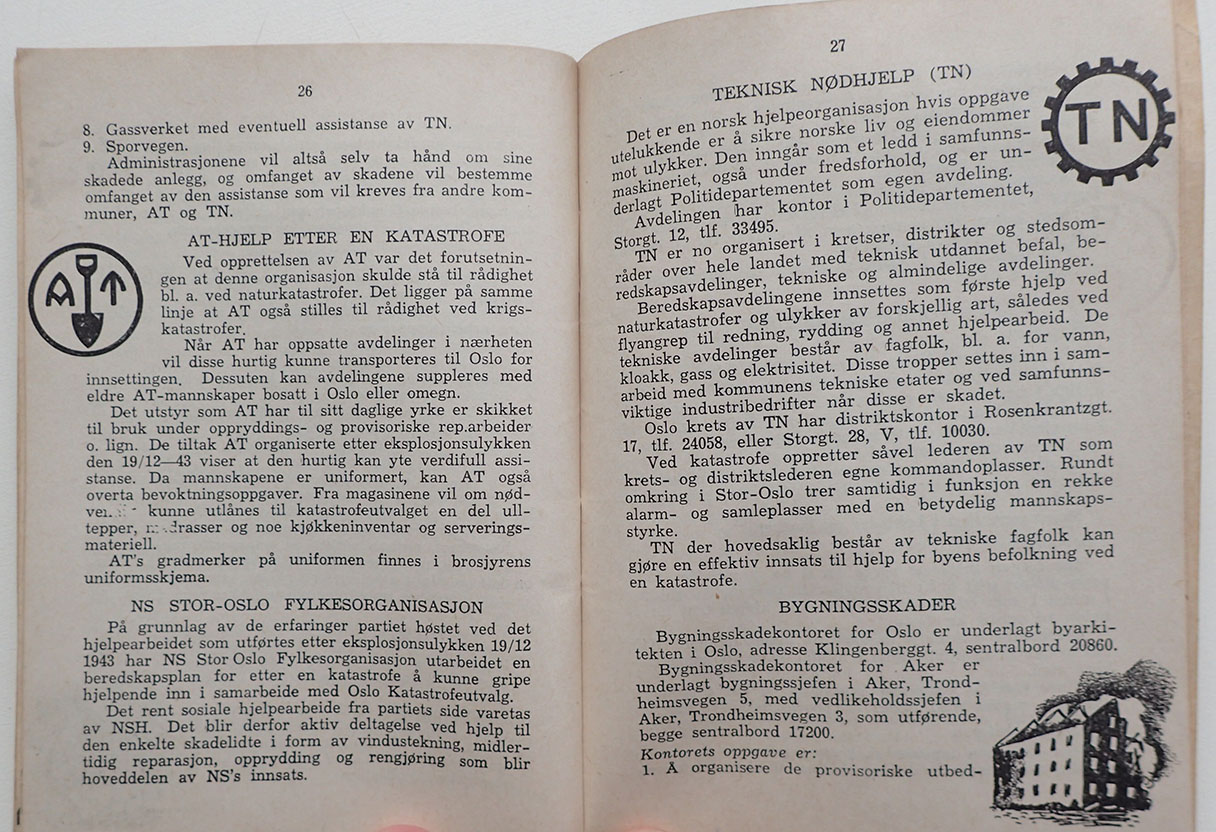 26
8. Gassverket med eventuell assistanse av TN.
9. Sporvegen.
Administrasjonene vil altså selv ta hånd om sine
skadede anlegg, og omfanget av skadene vil bestemme
omfanget av den assistanse som vil kreves fra andre kom-
muner, AT og TN.
AT-HJELP ETTER EN KATASTROFE
A T
Ved opprettelsen av AT var det forutsetnin-
gen at denne organisasjon skulde stå til rådighet
bl. a. ved naturkatastrofer. Det ligger på samme
linje at AT også stilles til rådighet ved krigs-
katastrofer.
Når AT har oppsatte avdelinger i nærheten
vil disse hurtig kunne transporteres til Oslo for
innsettingen. Dessuten kan avdelingene suppleres med
eldre AT-mannskaper bosatt i Oslo eller omegn.
Det utstyr som AT har til sitt daglige yrke er skikket
til bruk under oppryddings- og provisoriske rep.arbeider
o. lign. De tiltak AT organiserte etter eksplosjonsulykken
den 19/12—43 viser at den hurtig kan yte verdifull assi-
stanse. Da mannskapene er uniformert, kan AT også
overta bevoktningsoppgaver. Fra magasinene vil om nød-
kunne utlånes til katastrofeutvalget en del ull-
tepper, og noe kjøkkeninventar og serverings-
materiell.
AT's gradmerker på uniformen finnes i brosjyrens
uniformsskjema.
NS STOR-OSLO FYLKESORGANISASJON
På grunnlag av de erfaringer partiet høstet ved det
hjelpearbeidet som utførtes etter eksplosjonsulykken 19/12
1943 har NS Stor Oslo Fylkesorganisasjon utarbeidet en
beredskapsplan for etter en katastrofe å kunne gripe
hjelpende inn i samarbeide med Oslo Katastrofeutvalg.
Det rent sosiale hjelpearbeide fra partiets side varetas
av NSH. Det blir derfor aktiv deltagelse ved hjelp til
den enkelte skadelidte i form av vindustekning, midler-
tidig reparasjon, opprydding og rengjøring som blir
hoveddelen av NS's innsats.
27
TEKNISK NØDHJELP (TN)
TN
Det er en norsk hjelpeorganisasjon hvis oppgave
utelukkende er å sikre norske liv og eiendommer
mot ulykker. Den inngår som et ledd i samfunns-
maskineriet, også under fredsforhold, og er un-
derlagt Politidepartementet som egen avdeling.
Avdelingen har kontor i Politidepartementet,
Storgt. 12, tlf. 33495.
TN er no organisert i kretser, distrikter og stedsom-
råder over hele landet med teknisk utdannet befal, be-
redskapsavdelinger, tekniske og almindelige avdelinger.
Beredskapsavdelingene innsettes som første hjelp ved
naturkatastrofer og ulykker av forskjellig art, således ved
flyangrep til redning, rydding og annet hjelpearbeid. De
tekniske avdelinger består av fagfolk, bl. a. for vann,
kloakk, gass og elektrisitet. Disse tropper settes inn i sam-
arbeid med kommunens tekniske etater og ved samfunns-
viktige industribedrifter når disse er skadet.
Oslo krets av TN har distriktskontor i Rosenkrantzgt.
17, tlf. 24058, eller Storgt. 28, V, tlf. 10030.
Ved katastrofe oppretter såvel lederen av TN som
krets- og distriktslederen egne kommandoplasser. Rundt
omkring i Stor-Oslo trer samtidig i funksjon en rekke
alarm- og samleplasser med en betydelig mannskaps-
styrke.
TN der hovedsaklig består av tekniske fagfolk kan
gjøre en effektiv innsats til hjelp for byens befolkning ved
en katastrofe.
BYGNINGSSKADER
Bygningsskadekontoret for Oslo er underlagt byarki-
tekten i Oslo, adresse Klingenberggt. 4, sentralbord 20860.
Bygningsskadekontoret for Aker er
underlagt bygningssjefen i Aker, Trond-
heimsvegen 5, med vedlikeholdssjefen i
Aker, Trondheimsvegen 3, som utførende,
begge sentralbord 17200.
Kontorets oppgave er:
1. Å organisere de provisoriske utbed-